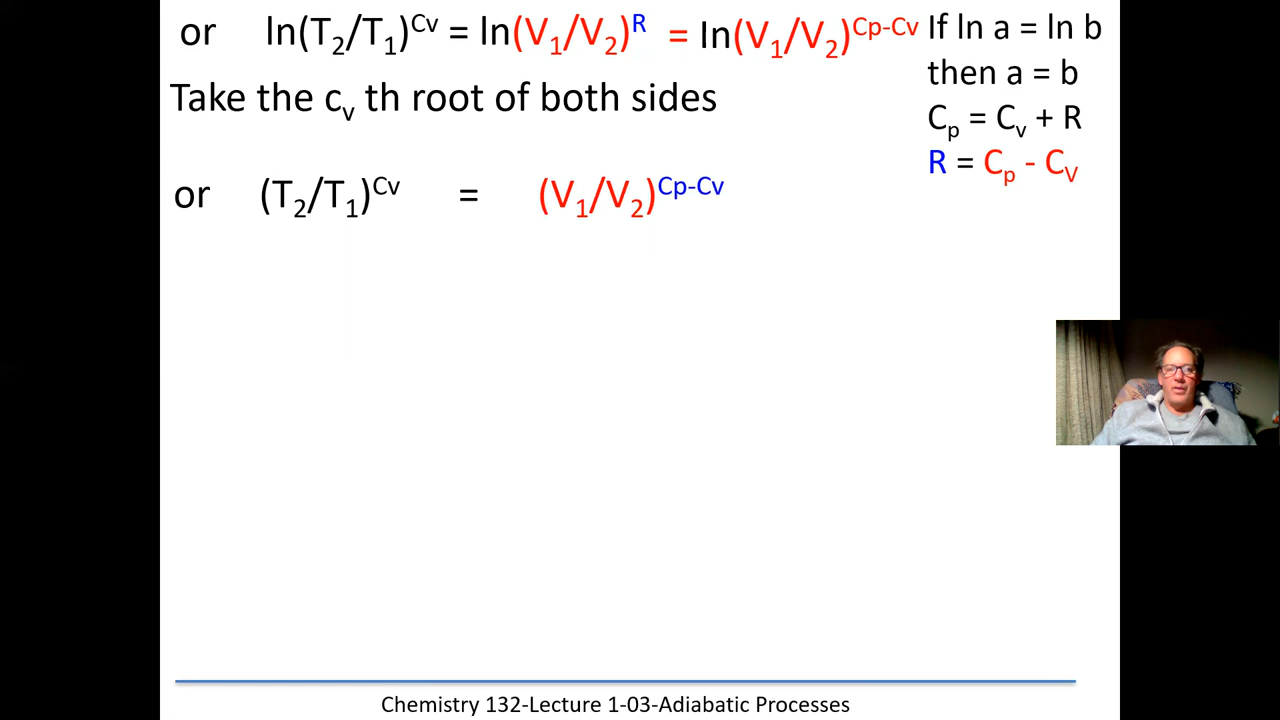 or ln(T₂/T₁)^Cv = ln(V₁/V₂)^R = ln(V₁/V₂)^Cp-Cv
If ln a = ln b
then a = b
Cₚ = Cᵥ + R
R = Cₚ - C_V
Take the cᵥ th root of both sides
or (T₂/T₁)^Cv = (V₁/V₂)^Cp-Cv
Chemistry 132-Lecture 1-03-Adiabatic Processes